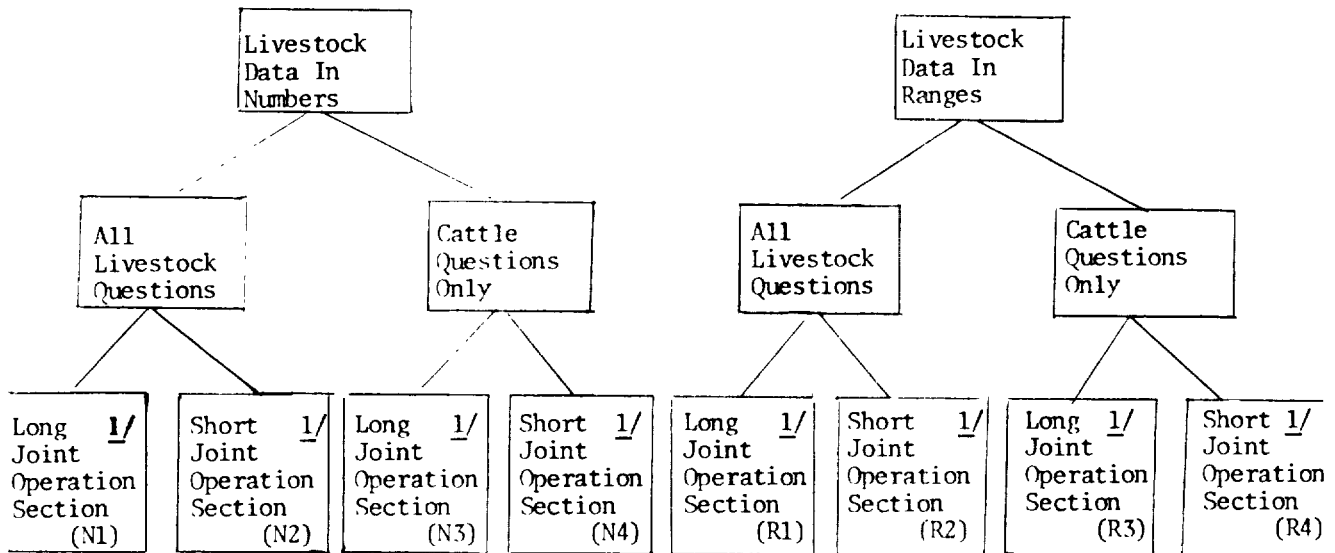 Livestock
Data In
Numbers
Livestock
Data In
Ranges
All
Livestock
Questions
Cattle
Questions
Only
All
Livestock
Questions
Cattle
Questions
Only
Long 1/
Joint
Operation
Section
(N1)
Short 1/
Joint
Operation
Section
(N2)
Long 1/
Joint
Operation
Section
(N3)
Short 1/
Joint
Operation
Section
(N4)
Long 1/
Joint
Operation
Section
(R1)
Short 1/
Joint
Operation
Section
(R2)
Long 1/
Joint
Operation
Section
(R3)
Short 1/
Joint
Operation
Section
(R4)